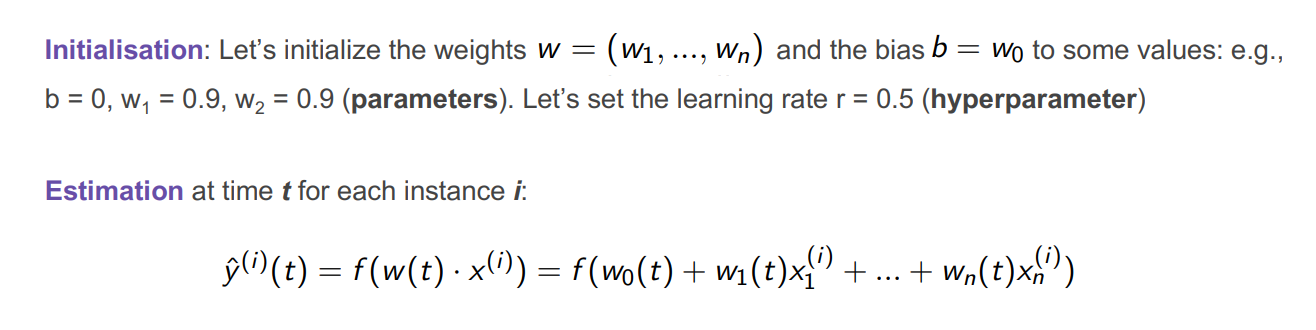 Initialisation: Let's initialize the weights w = (w₁, ..., wₙ) and the bias b = w₀ to some values: e.g.,
b = 0, w₁ = 0.9, w₂ = 0.9 (parameters). Let's set the learning rate r = 0.5 (hyperparameter)
Estimation at time t for each instance i:
ŷ⁽ⁱ⁾(t) = f(w(t) · x⁽ⁱ⁾) = f(w₀(t) + w₁(t)x₁⁽ⁱ⁾ + ... + wₙ(t)xₙ⁽ⁱ⁾)